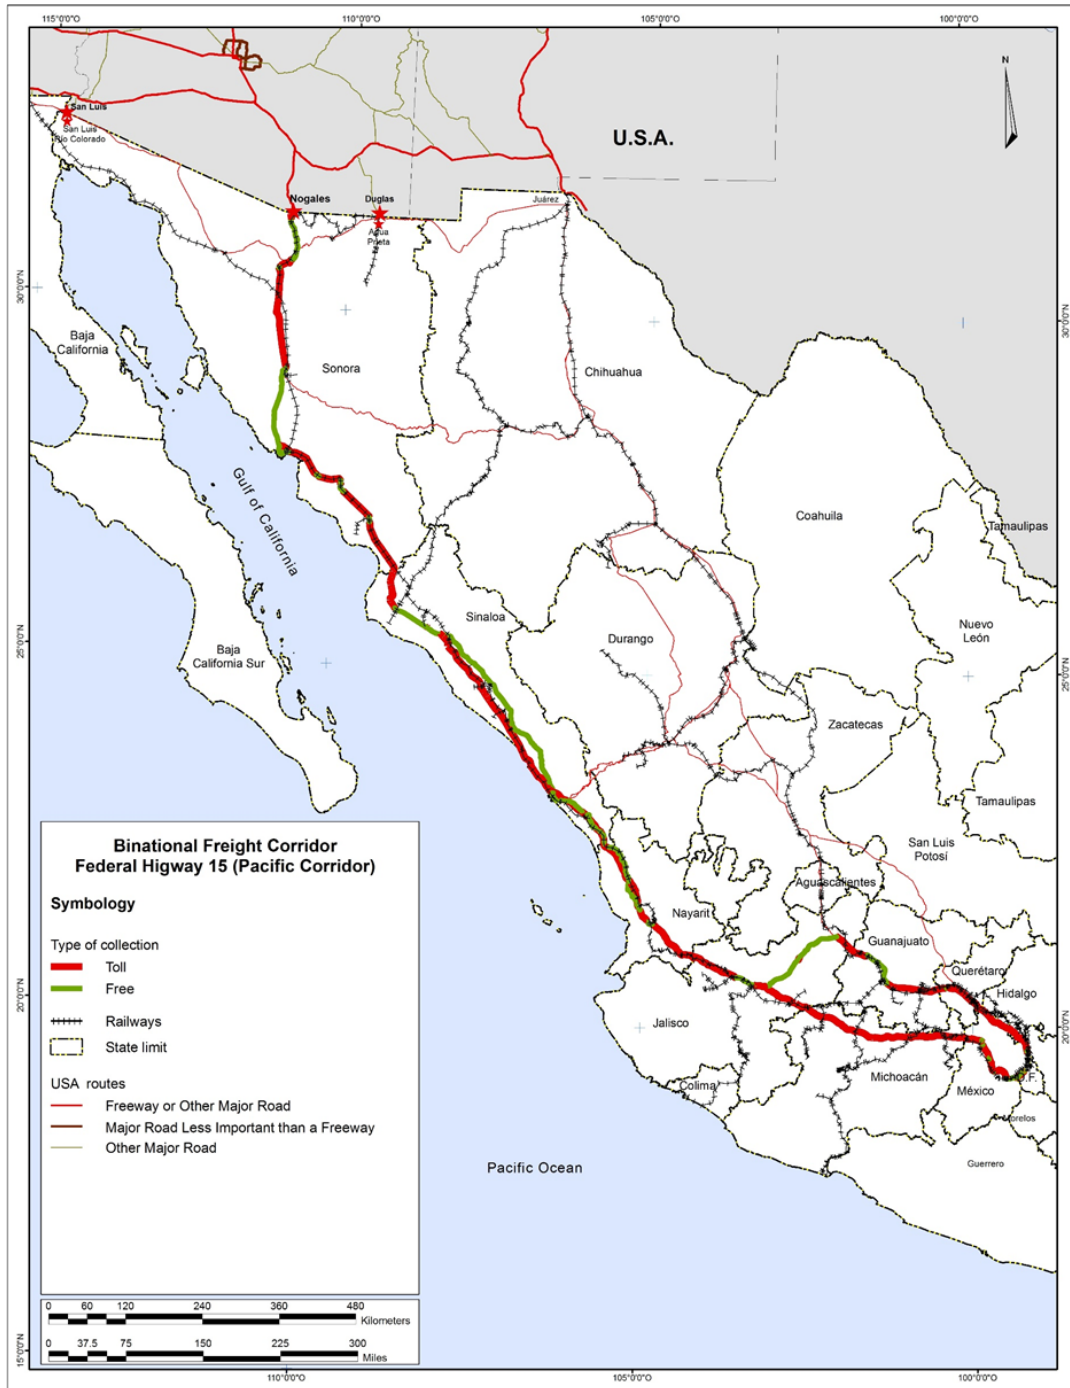 115°0'0"O
110°0'0"O
105°0'0"O
100°0'0"O
N
U.S.A.
San Luis
San Luis
Río Colorado
Nogales
Duglas
Agua
Prieta
Juárez
30°0'0"N
30°0'0"N
Baja
California
Sonora
Chihuahua
Gulf of California
Coahuila
Tamaulipas
Sinaloa
Nuevo
León
Durango
25°0'0"N
25°0'0"N
Baja
California Sur
Zacatecas
Tamaulipas
San Luis
Potosí
Aguascalientes
Nayarit
Guanajuato
Querétaro
Hidalgo
20°0'0"N
20°0'0"N
Jalisco
Colima
Michoacán
México
D.F.
Morelos
Guerrero
Pacific Ocean
Binational Freight Corridor
Federal Higway 15 (Pacific Corridor)
Symbology
Type of collection
Toll
Free
Railways
State limit
USA routes
Freeway or Other Major Road
Major Road Less Important than a Freeway
Other Major Road
0 60 120 240 360 480
Kilometers
0 37.5 75 150 225 300
Miles
15°0'0"N
110°0'0"O
105°0'0"O
100°0'0"O